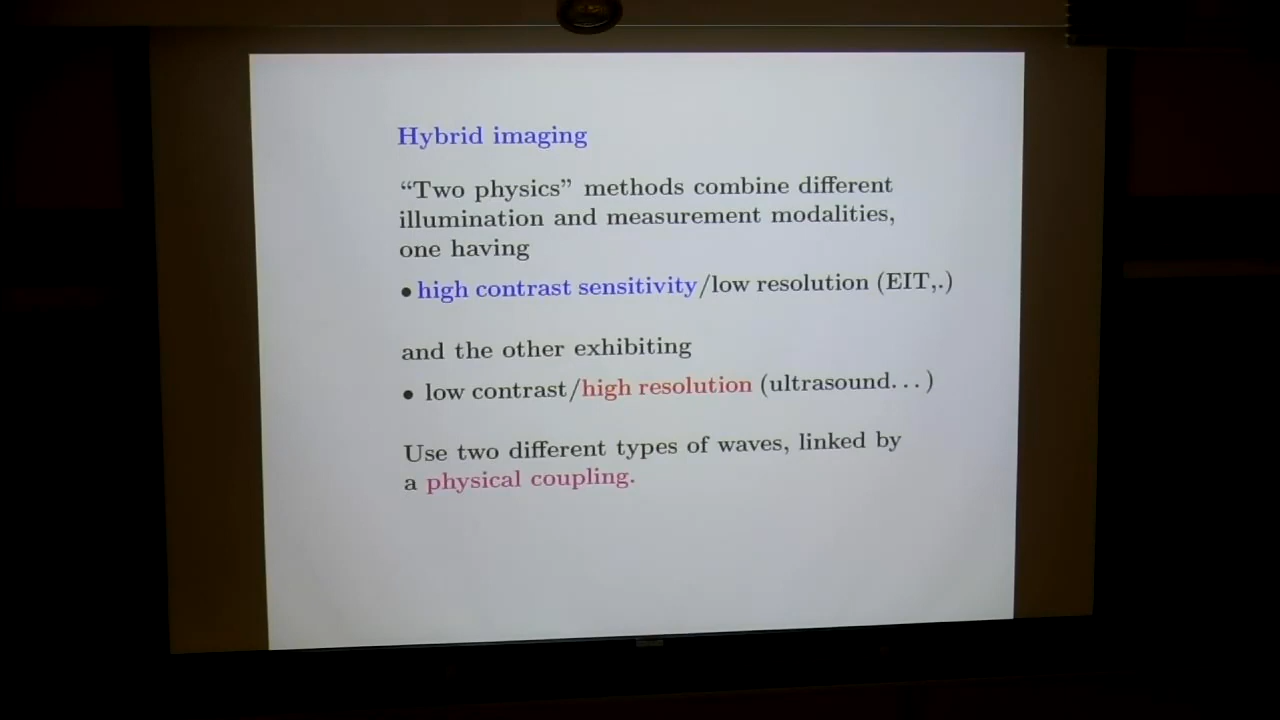 Hybrid imaging
“Two physics” methods combine different
illumination and measurement modalities,
one having
• high contrast sensitivity/low resolution (EIT,.)
and the other exhibiting
• low contrast/high resolution (ultrasound...)
Use two different types of waves, linked by
a physical coupling.